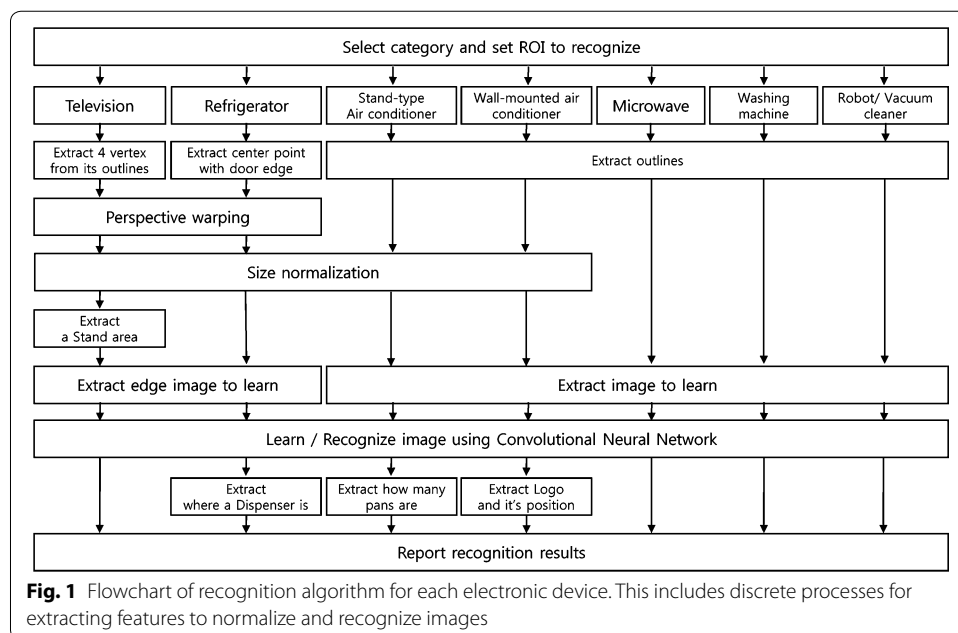 Select category and set ROI to recognize
Television
Refrigerator
Stand-type
Air conditioner
Wall-mounted air
conditioner
Microwave
Washing
machine
Robot/ Vacuum
cleaner
Extract 4 vertex
from its outlines
Extract center point
with door edge
Extract outlines
Perspective warping
Size normalization
Extract
a Stand area
Extract edge image to learn
Extract image to learn
Learn / Recognize image using Convolutional Neural Network
Extract
where a Dispenser is
Extract how many
pans are
Extract Logo
and it's position
Report recognition results
Fig. 1 Flowchart of recognition algorithm for each electronic device. This includes discrete processes for
extracting features to normalize and recognize images